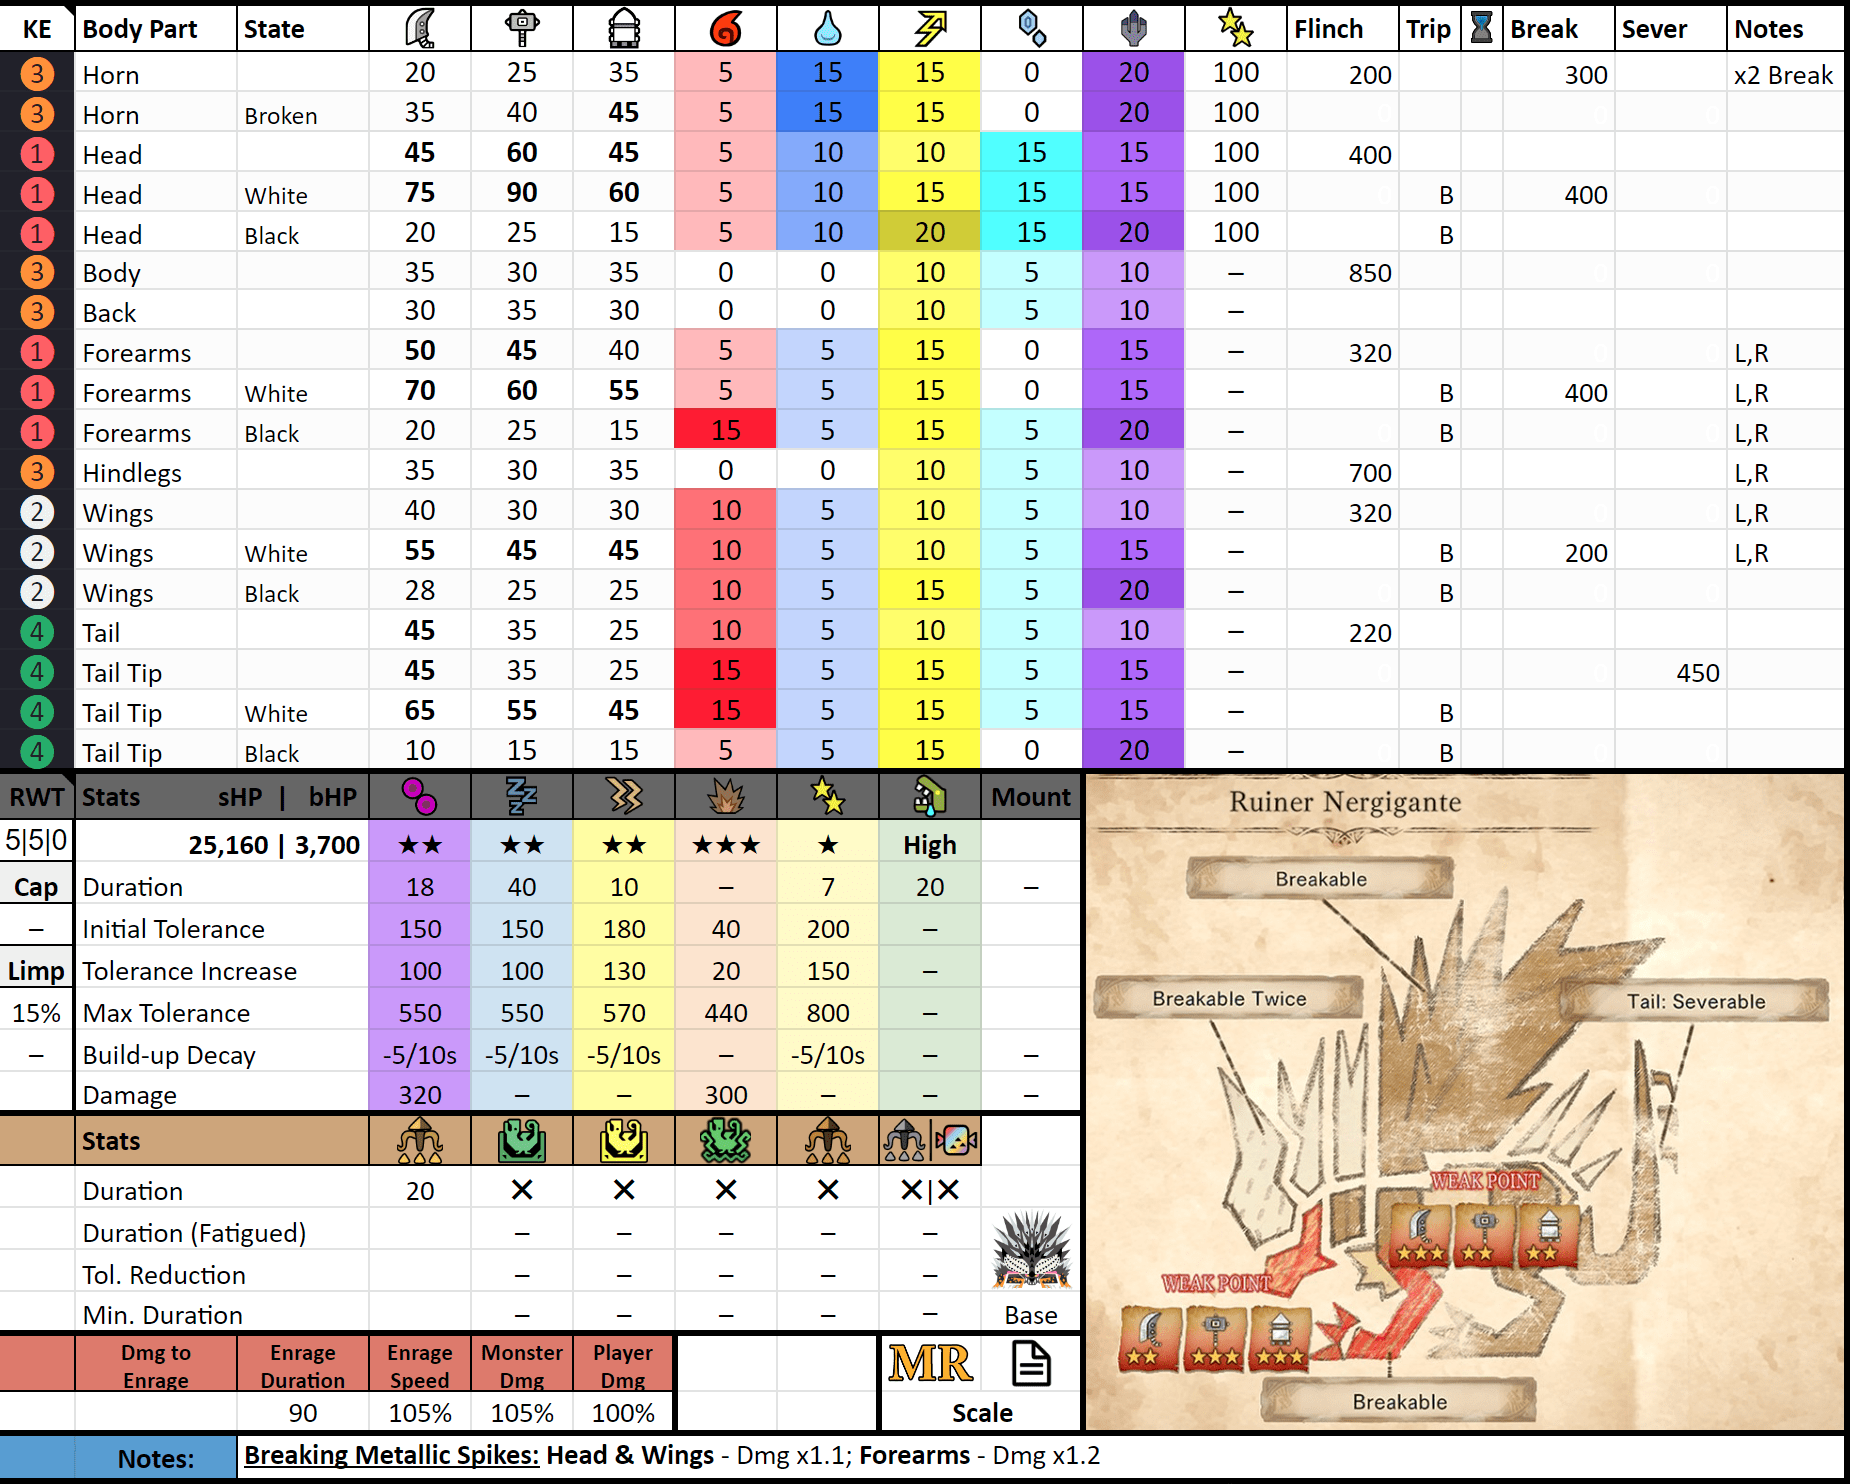 KE Body Part State Flinch Trip Break Sever Notes
3 Horn 20 25 35 5 15 15 0 20 100 200 300 x2 Break
3 Horn Broken 35 40 45 5 15 15 0 20 100
1 Head 45 60 45 5 10 10 15 15 100 400
1 Head White 75 90 60 5 10 15 15 15 100 B 400
1 Head Black 20 25 15 5 10 20 15 20 100 B
3 Body 35 30 35 0 0 10 5 10 – 850
3 Back 30 35 30 0 0 10 5 10 –
1 Forearms 50 45 40 5 5 15 0 15 – 320 L,R
1 Forearms White 70 60 55 5 5 15 0 15 – B 400 L,R
1 Forearms Black 20 25 15 15 5 15 5 20 – B L,R
3 Hindlegs 35 30 35 0 0 10 5 10 – 700 L,R
2 Wings 40 30 30 10 5 10 5 10 – 320 L,R
2 Wings White 55 45 45 10 5 10 5 15 – B 200 L,R
2 Wings Black 28 25 25 10 5 15 5 20 – B
4 Tail 45 35 25 10 5 10 5 10 – 220
4 Tail Tip 45 35 25 15 5 15 5 15 – 450
4 Tail Tip White 65 55 45 15 5 15 5 15 – B
4 Tail Tip Black 10 15 15 5 5 15 0 20 – B
RWT Stats sHP | bHP Mount
5|5|0 25,160 | 3,700 ★★ ★★ ★★ ★★★ ★ High
Cap Duration 18 40 10 – 7 20 –
– Initial Tolerance 150 150 180 40 200 –
Limp Tolerance Increase 100 100 130 20 150 –
15% Max Tolerance 550 550 570 440 800 –
– Build-up Decay -5/10s -5/10s -5/10s – -5/10s – –
Damage 320 – – 300 – – –
Stats
Duration 20 ✕ ✕ ✕ ✕ ✕|✕
Duration (Fatigued) – – – – –
Tol. Reduction – – – – –
Min. Duration – – – – – Base
Dmg to Enrage Enrage Duration Enrage Speed Monster Dmg Player Dmg MR
90 105% 105% 100% Scale
Ruiner Nergigante
Breakable
Breakable Twice
Tail: Severable
WEAK POINT
WEAK POINT
Breakable
Notes: Breaking Metallic Spikes: Head & Wings - Dmg x1.1; Forearms - Dmg x1.2